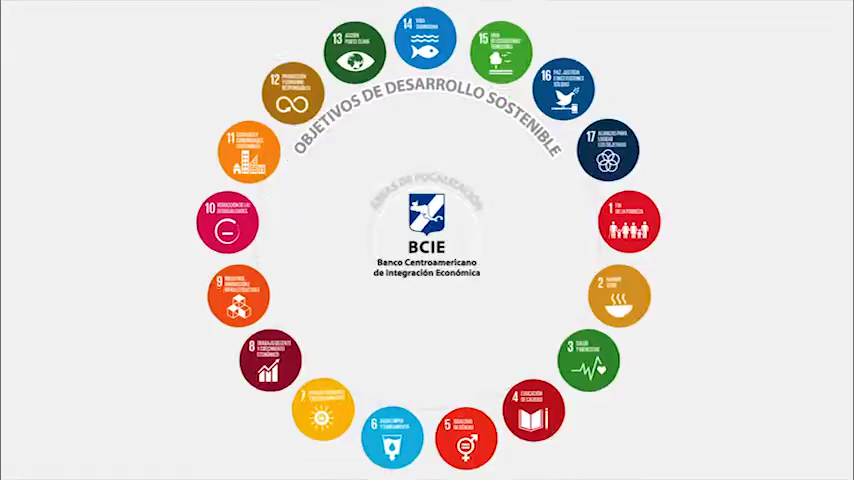 14 VIDA
SUBMARINA
13 ACCIÓN
POR EL CLIMA
15 VIDA
DE ECOSISTEMAS
TERRESTRES
12 PRODUCCIÓN
Y CONSUMO
RESPONSABLES
16 PAZ, JUSTICIA
E INSTITUCIONES
SÓLIDAS
OBJETIVOS DE DESARROLLO SOSTENIBLE
11 CIUDADES Y
COMUNIDADES
SOSTENIBLES
17 ALIANZAS PARA
LOGRAR
LOS OBJETIVOS
ÁREAS DE FOCALIZACIÓN
10 REDUCCIÓN DE LAS
DESIGUALDADES
1 FIN
DE LA POBREZA
BCIE
Banco Centroamericano
de Integración Económica
9 INDUSTRIA,
INNOVACIÓN E
INFRAESTRUCTURA
2 HAMBRE
CERO
8 TRABAJO DECENTE
Y CRECIMIENTO
ECONÓMICO
3 SALUD
Y BIENESTAR
7
4 EDUCACIÓN
DE CALIDAD
6 AGUA LIMPIA
Y SANEAMIENTO
5 IGUALDAD
DE GÉNERO